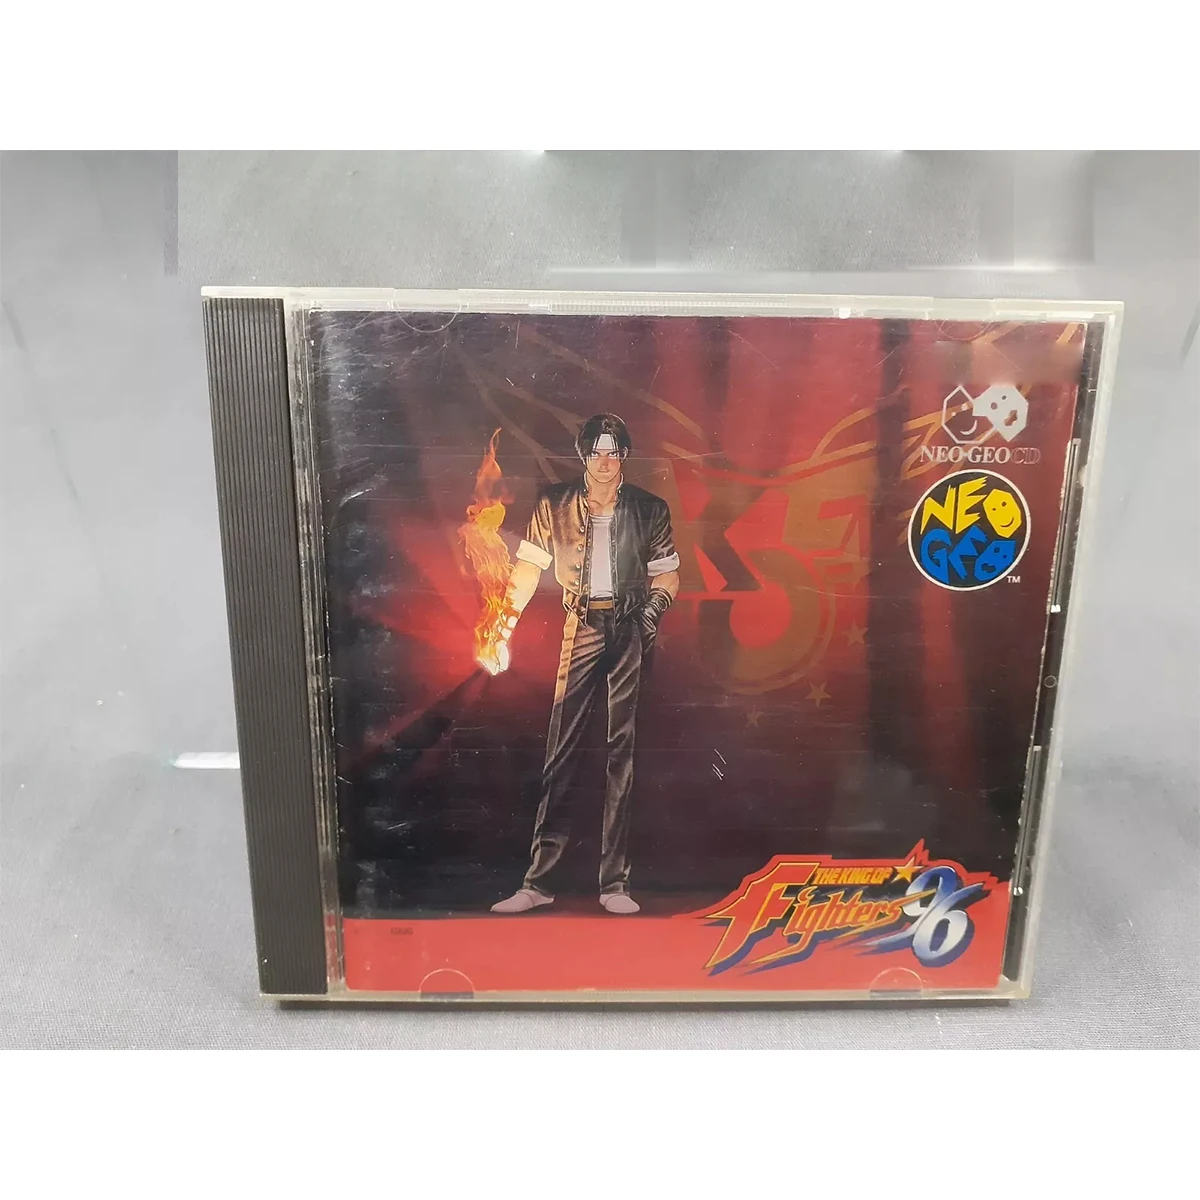 NEO·GEO CD
NEO
GEO
TM
THE KING OF
Fighters '96